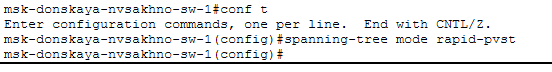 msk-donskaya-nvsakhno-sw-1#conf t
Enter configuration commands, one per line.  End with CNTL/Z.
msk-donskaya-nvsakhno-sw-1(config)#spanning-tree mode rapid-pvst
msk-donskaya-nvsakhno-sw-1(config)#